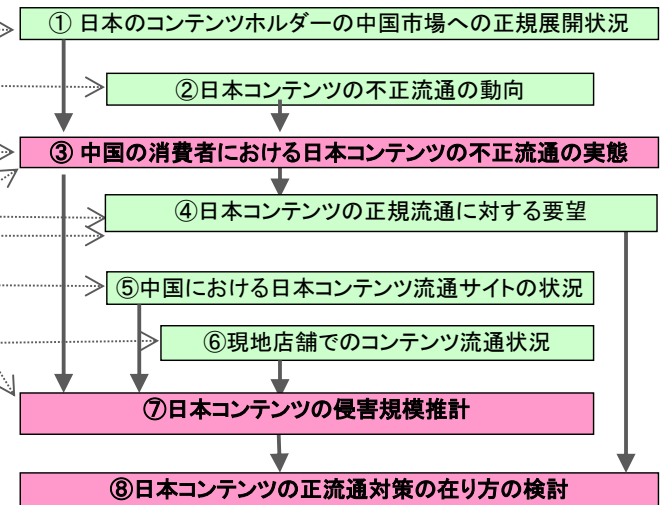 ① 日本のコンテンツホルダーの中国市場への正規展開状況
②日本コンテンツの不正流通の動向
③ 中国の消費者における日本コンテンツの不正流通の実態
④日本コンテンツの正規流通に対する要望
⑤中国における日本コンテンツ流通サイトの状況
⑥現地店舗でのコンテンツ流通状況
⑦日本コンテンツの侵害規模推計
⑧日本コンテンツの正流通対策の在り方の検討